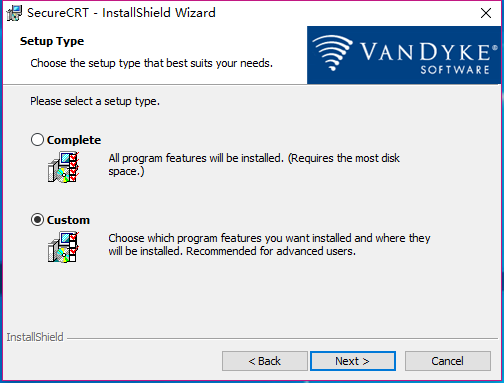 SecureCRT - InstallShield Wizard
Setup Type
Choose the setup type that best suits your needs.
VANDYKE®
SOFTWARE
Please select a setup type.
Complete
All program features will be installed. (Requires the most disk
space.)
Custom
Choose which program features you want installed and where they
will be installed. Recommended for advanced users.
InstallShield
< Back
Next >
Cancel